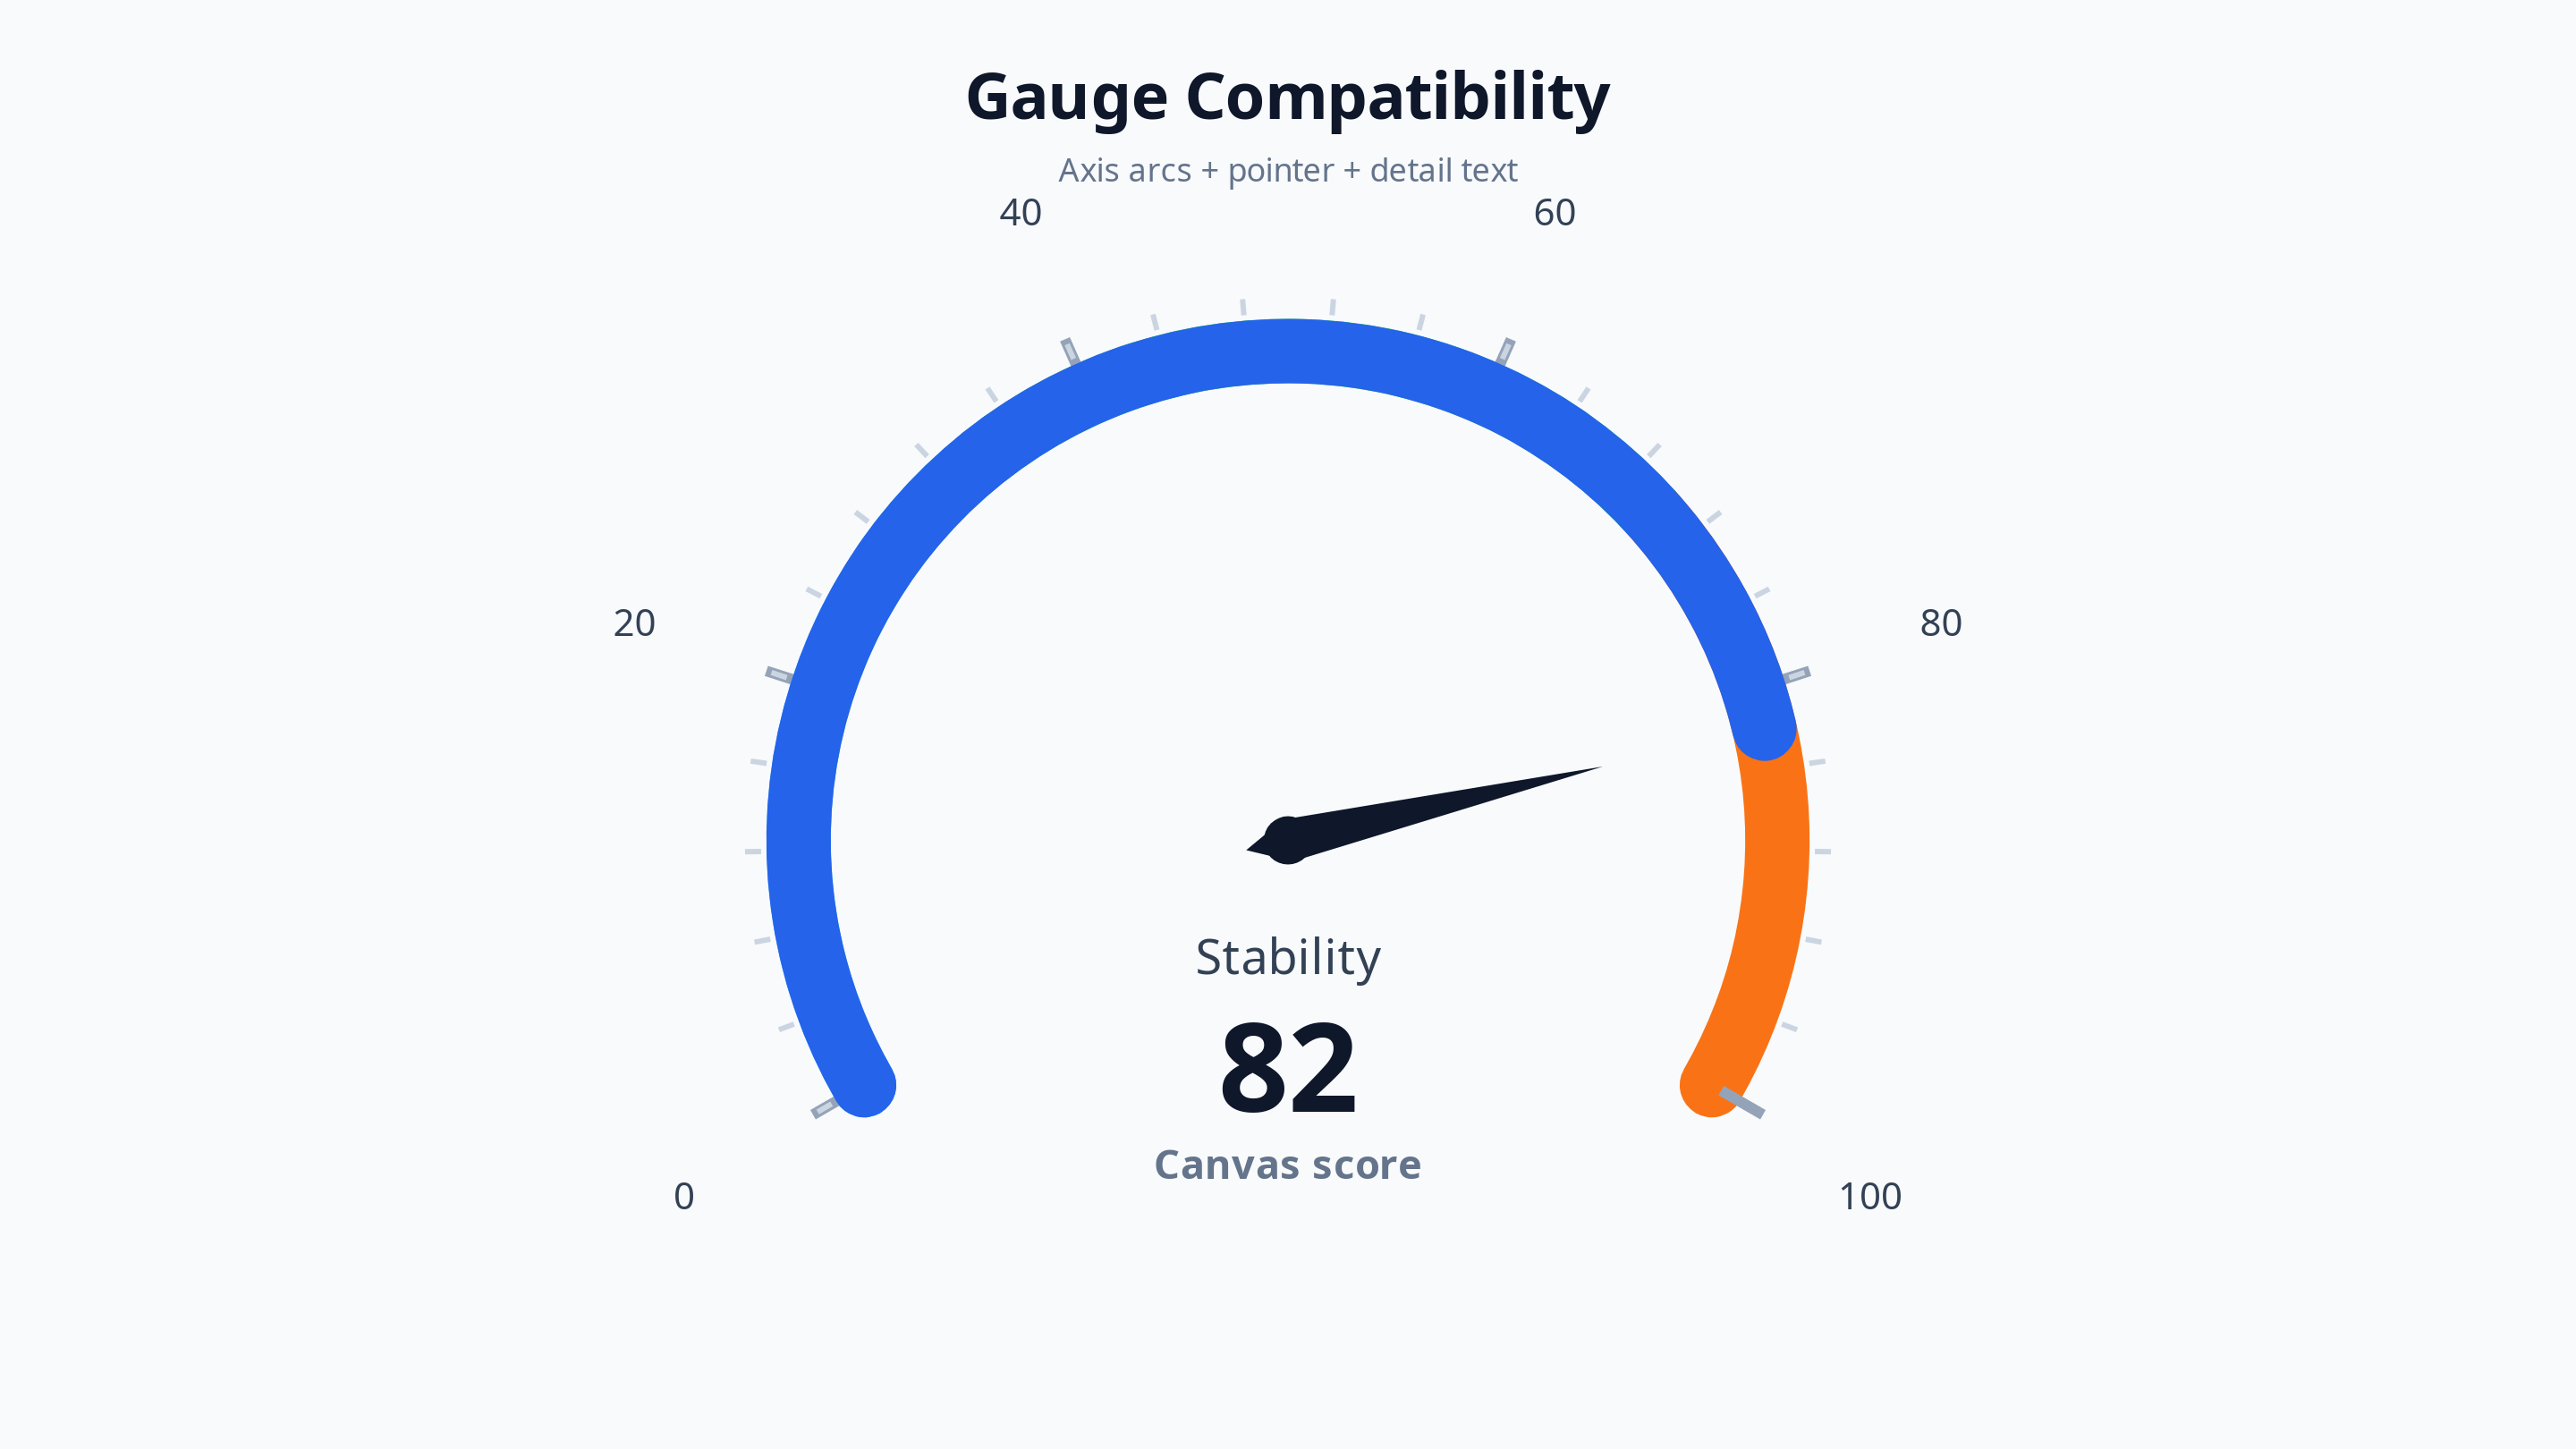 Gauge Compatibility
Axis arcs + pointer + detail text
40
60
20
80
Stability
82
Canvas score
0
100